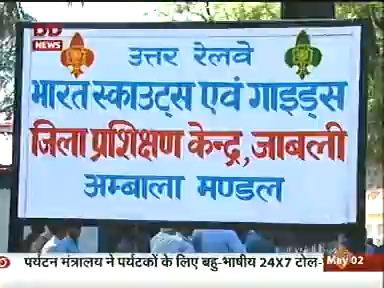 DD
NEWS
उत्तर रेलवे
भारत स्काउट्स एवं गाइड्स
जिला प्रशिक्षण केन्द्र, जाबली
अम्बाला मण्डल
पर्यटन मंत्रालय ने पर्यटकों के लिए बहु-भाषीय 24X7 टोल-
May 02